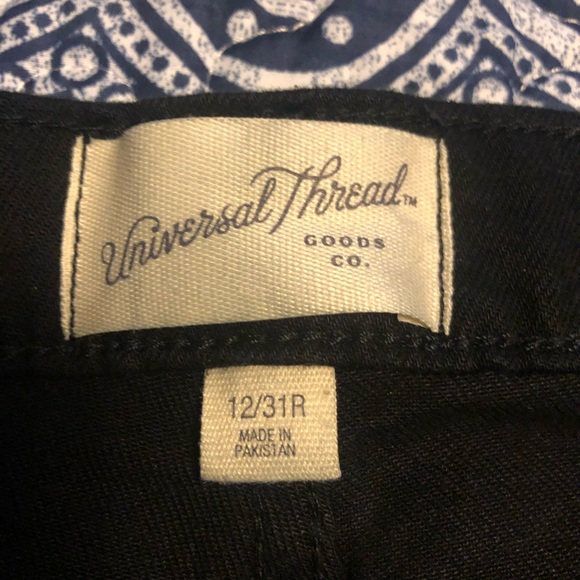 Universal Thread™
GOODS
CO.
12/31R
MADE IN
PAKISTAN